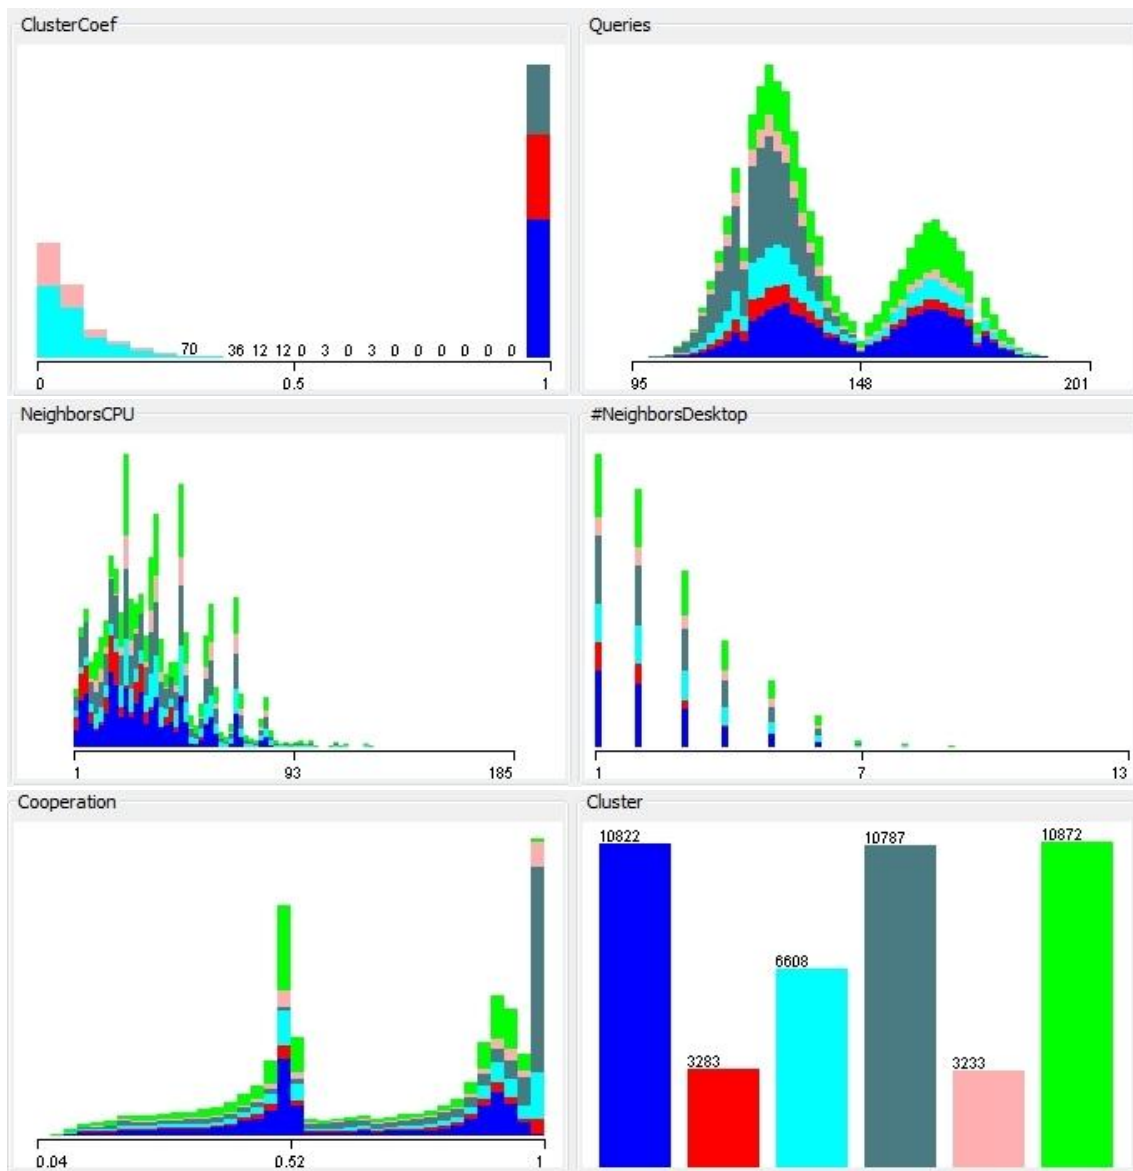 ClusterCoef
70 36 12 12 0 3 0 3 0 0 0 0 0 0
0 0.5 1
Queries
95 148 201
NeighborsCPU
1 93 185
#NeighborsDesktop
1 7 13
Cooperation
0.04 0.52 1
Cluster
10822 3283 6608 10787 3233 10872